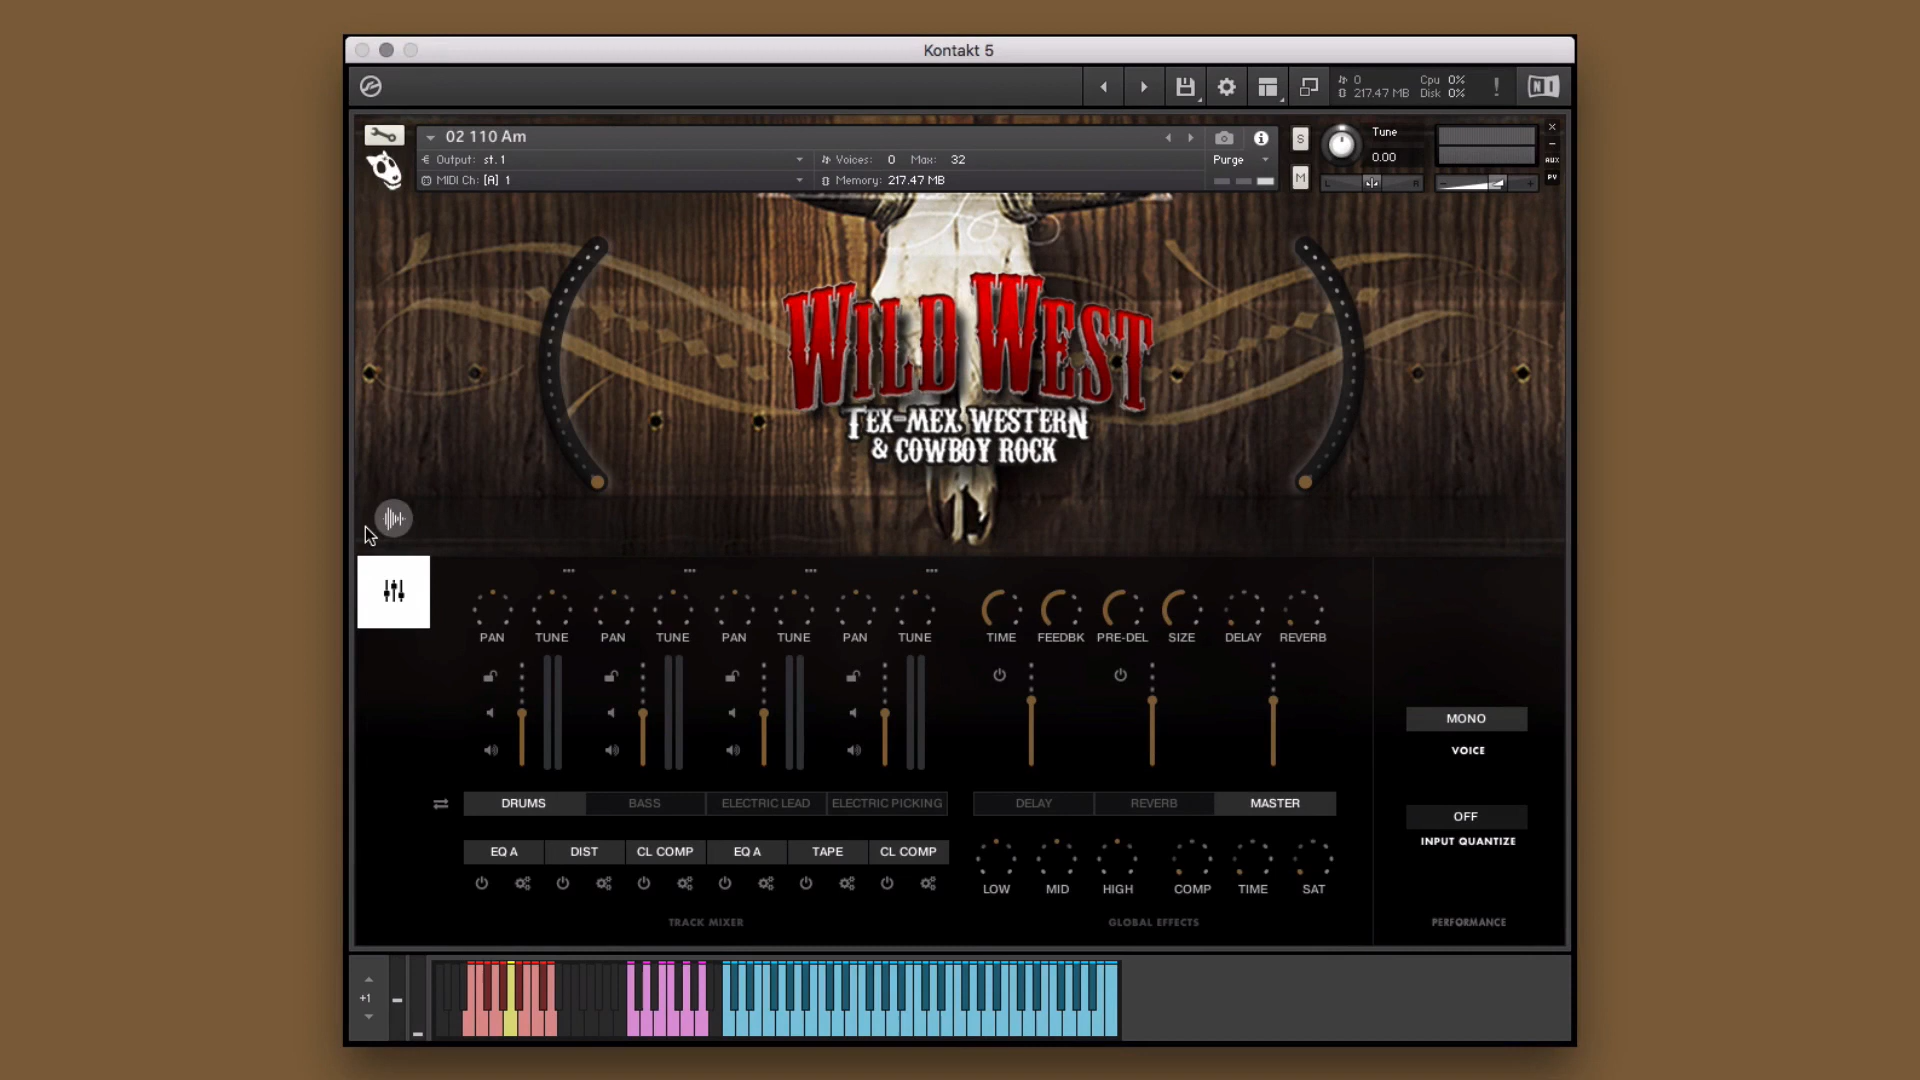 Kontakt 5
0 Cpu 0%
217.47 MB Disk 0%
! NI
02 110 Am
S Tune
Output: st.1 Voices: 0 Max: 32 Purge 0.00
MIDI Ch: [A] 1 Memory: 217.47 MB M L R
AUX
PV
WILD WEST
TEX-MEX, WESTERN
& COWBOY ROCK
PAN TUNE PAN TUNE PAN TUNE PAN TUNE TIME FEEDBK PRE-DEL SIZE DELAY REVERB
MONO
VOICE
DRUMS BASS ELECTRIC LEAD ELECTRIC PICKING DELAY REVERB MASTER
OFF
INPUT QUANTIZE
EQ A DIST CL COMP EQ A TAPE CL COMP
LOW MID HIGH COMP TIME SAT
TRACK MIXER GLOBAL EFFECTS PERFORMANCE
+1